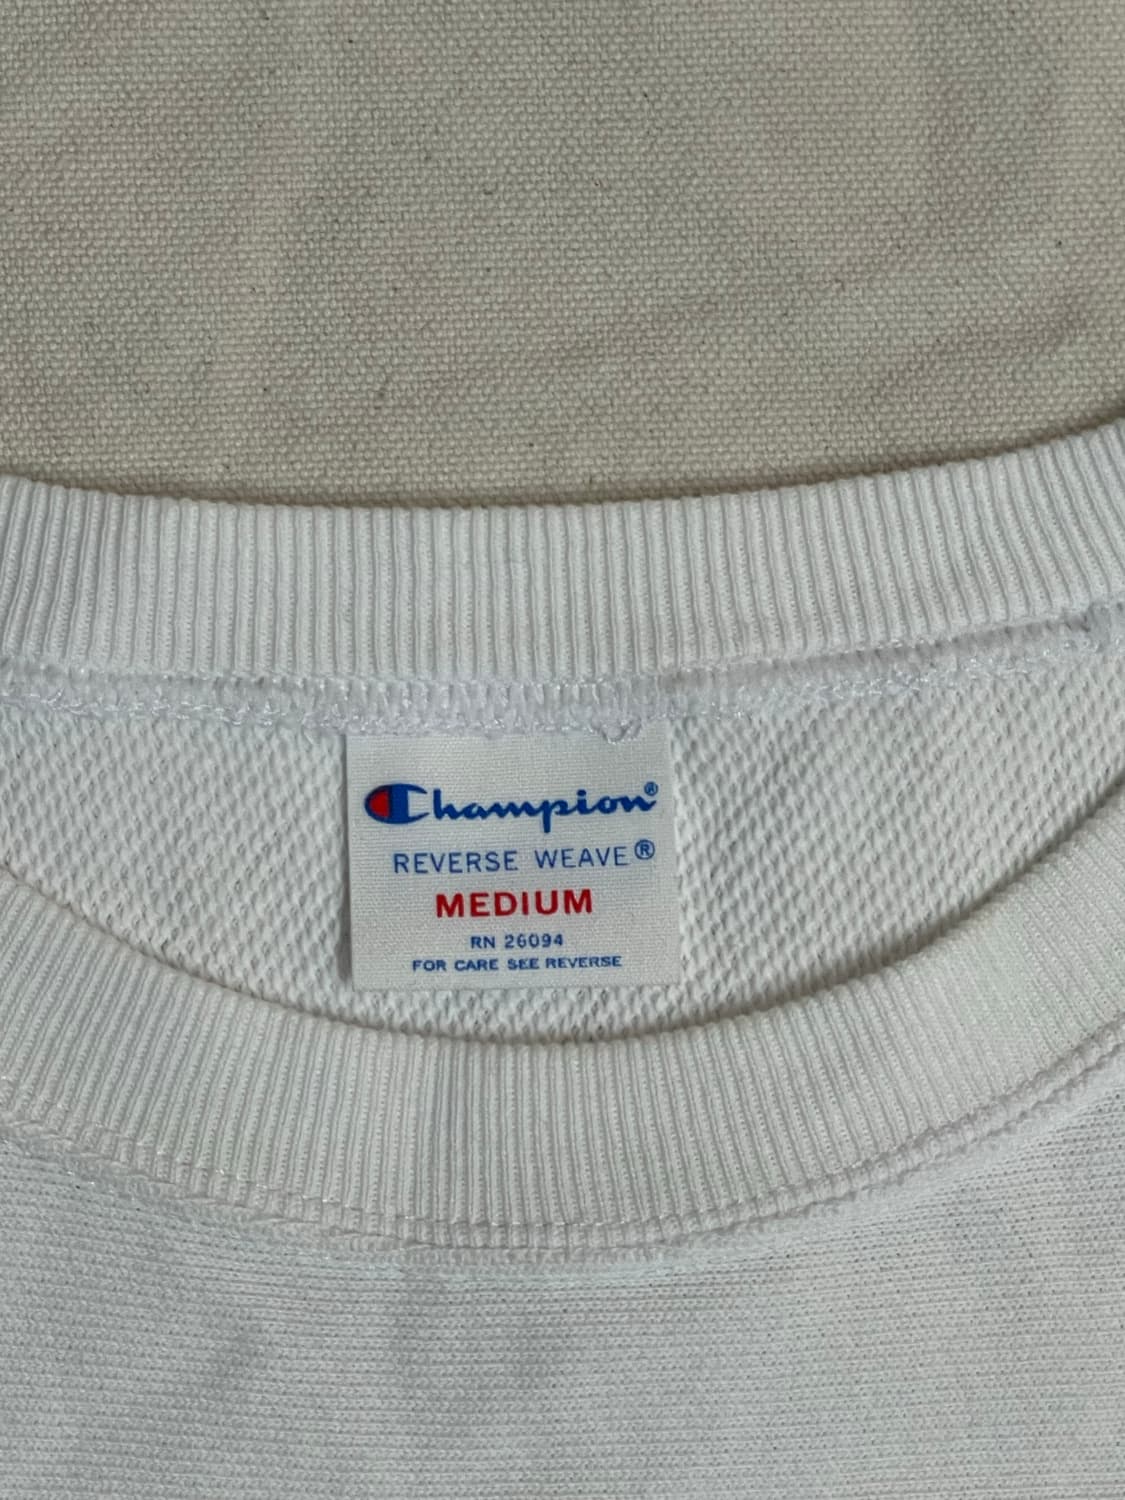 Champion®
REVERSE WEAVE®
MEDIUM
RN 26094
FOR CARE SEE REVERSE